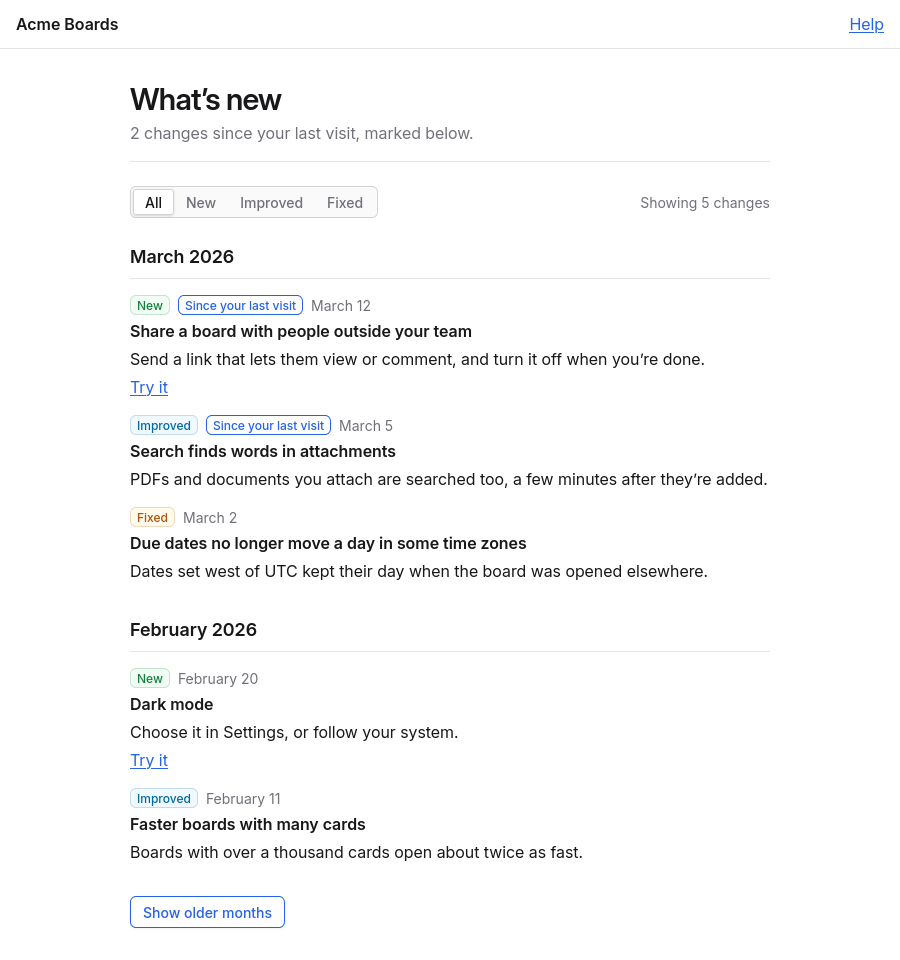 Acme Boards
Help
What’s new
2 changes since your last visit, marked below.
All New Improved Fixed
Showing 5 changes
March 2026
New Since your last visit March 12
Share a board with people outside your team
Send a link that lets them view or comment, and turn it off when you’re done.
Try it
Improved Since your last visit March 5
Search finds words in attachments
PDFs and documents you attach are searched too, a few minutes after they’re added.
Fixed March 2
Due dates no longer move a day in some time zones
Dates set west of UTC kept their day when the board was opened elsewhere.
February 2026
New February 20
Dark mode
Choose it in Settings, or follow your system.
Try it
Improved February 11
Faster boards with many cards
Boards with over a thousand cards open about twice as fast.
Show older months